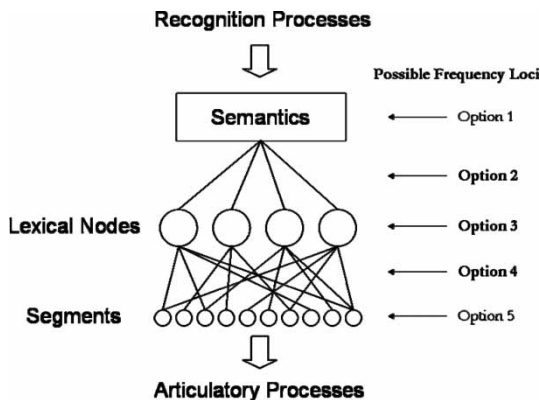 Recognition Processes
Possible Frequency Loci
Semantics
Option 1
Option 2
Lexical Nodes
Option 3
Option 4
Segments
Option 5
Articulatory Processes